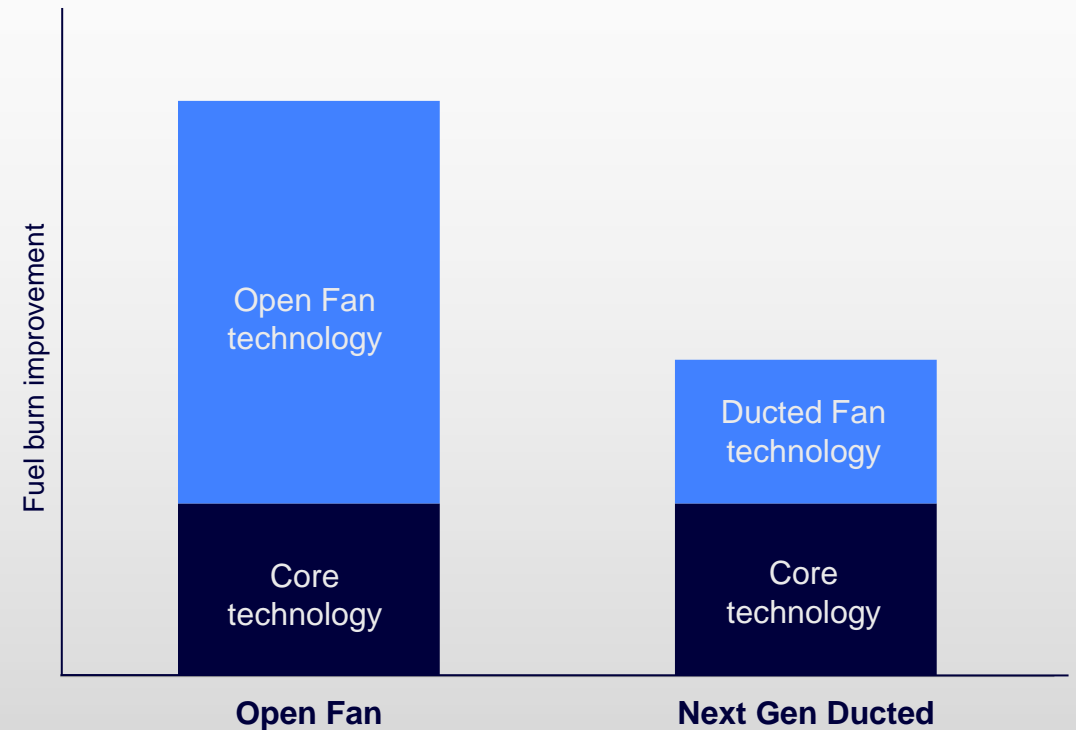 Fuel burn improvement
Open Fan
technology
Core
technology
Ducted Fan
technology
Core
technology
Open Fan
Next Gen Ducted